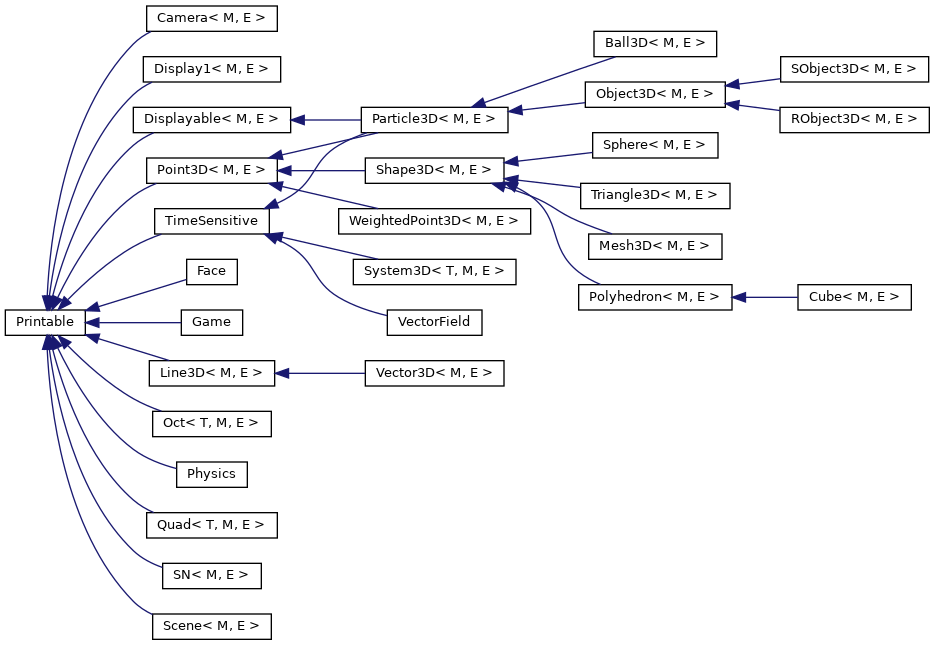 Camera< M, E >
Display1< M, E >
Displayable< M, E >
Point3D< M, E >
TimeSensitive
Face
Printable
Game
Line3D< M, E >
Oct< T, M, E >
Physics
Quad< T, M, E >
SN< M, E >
Scene< M, E >
Particle3D< M, E >
Shape3D< M, E >
WeightedPoint3D< M, E >
System3D< T, M, E >
VectorField
Vector3D< M, E >
Ball3D< M, E >
Object3D< M, E >
Sphere< M, E >
Triangle3D< M, E >
Mesh3D< M, E >
Polyhedron< M, E >
SObject3D< M, E >
RObject3D< M, E >
Cube< M, E >